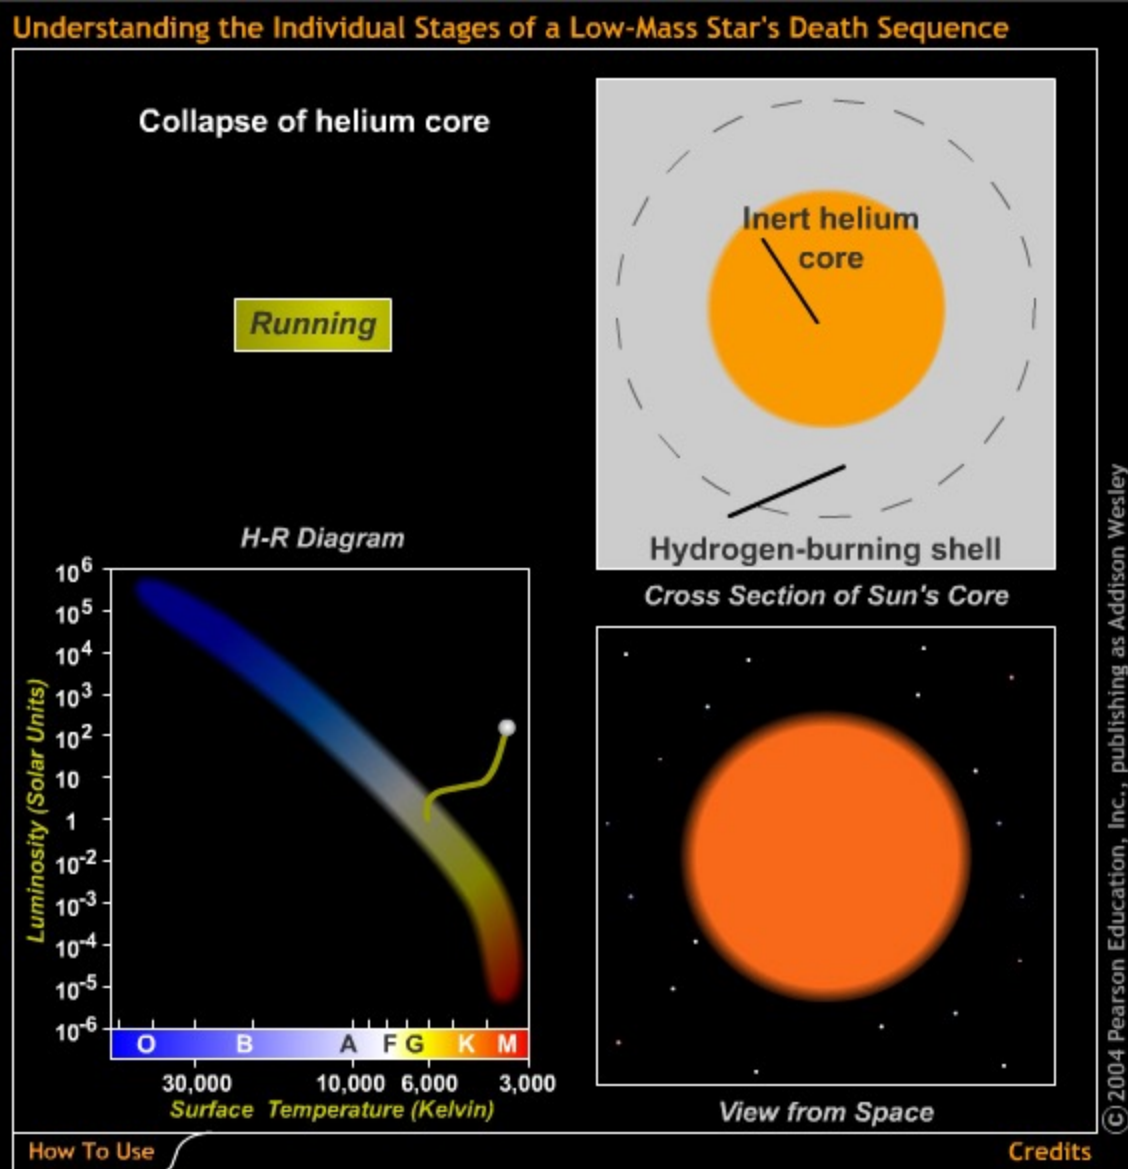 Understanding the Individual Stages of a Low-Mass Star's Death Sequence
Collapse of helium core
Running
Inert helium
core
Hydrogen-burning shell
Cross Section of Sun's Core
H-R Diagram
Luminosity (Solar Units)
10⁶
10⁵
10⁴
10³
10²
10
1
10⁻²
10⁻³
10⁻⁴
10⁻⁵
10⁻⁶
O B A F G K M
30,000 10,000 6,000 3,000
Surface Temperature (Kelvin)
View from Space
How To Use
Credits
© 2004 Pearson Education, Inc., publishing as Addison Wesley